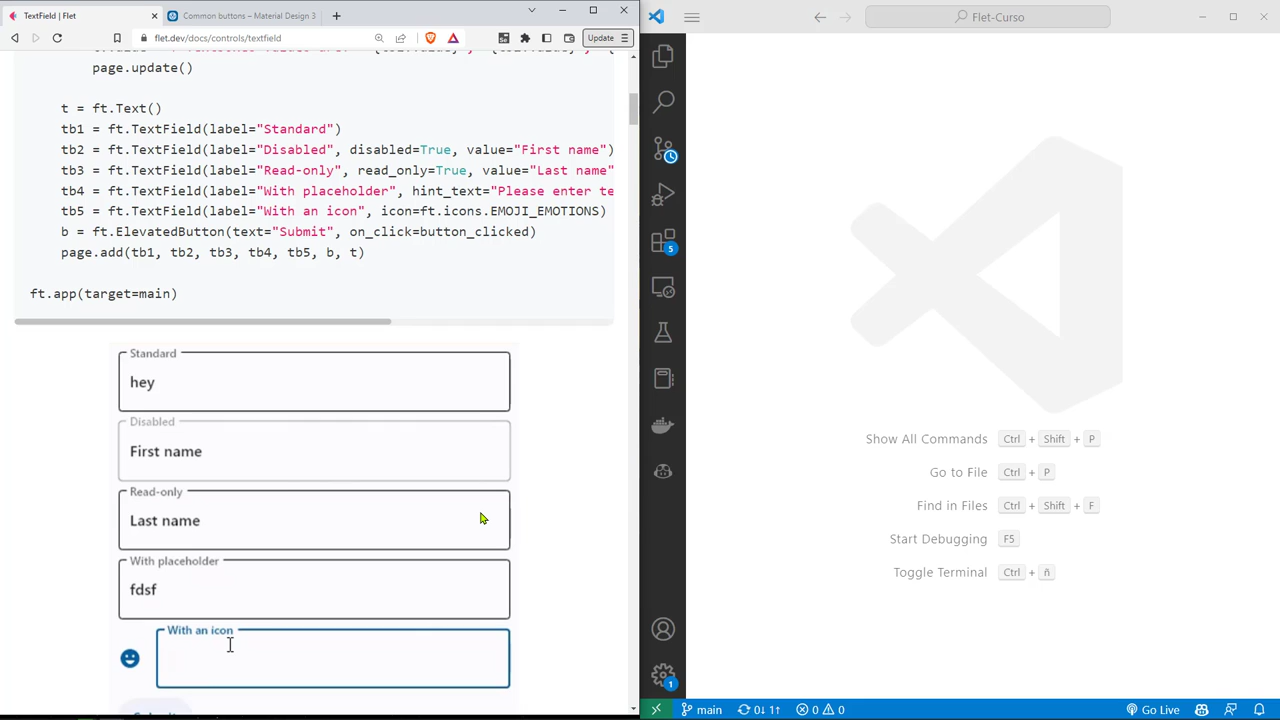 TextField | Flet
Common buttons – Material Design 3
flet.dev/docs/controls/textfield
Update
page.update()
t = ft.Text()
tb1 = ft.TextField(label="Standard")
tb2 = ft.TextField(label="Disabled", disabled=True, value="First name")
tb3 = ft.TextField(label="Read-only", read_only=True, value="Last name"
tb4 = ft.TextField(label="With placeholder", hint_text="Please enter te
tb5 = ft.TextField(label="With an icon", icon=ft.icons.EMOJI_EMOTIONS)
b = ft.ElevatedButton(text="Submit", on_click=button_clicked)
page.add(tb1, tb2, tb3, tb4, tb5, b, t)
ft.app(target=main)
Standard
hey
Disabled
First name
Read-only
Last name
With placeholder
fdsf
With an icon
Flet-Curso
5
Show All Commands Ctrl + Shift + P
Go to File Ctrl + P
Find in Files Ctrl + Shift + F
Start Debugging F5
Toggle Terminal Ctrl + ñ
1
main 0↓ 1↑ 0 0 Go Live